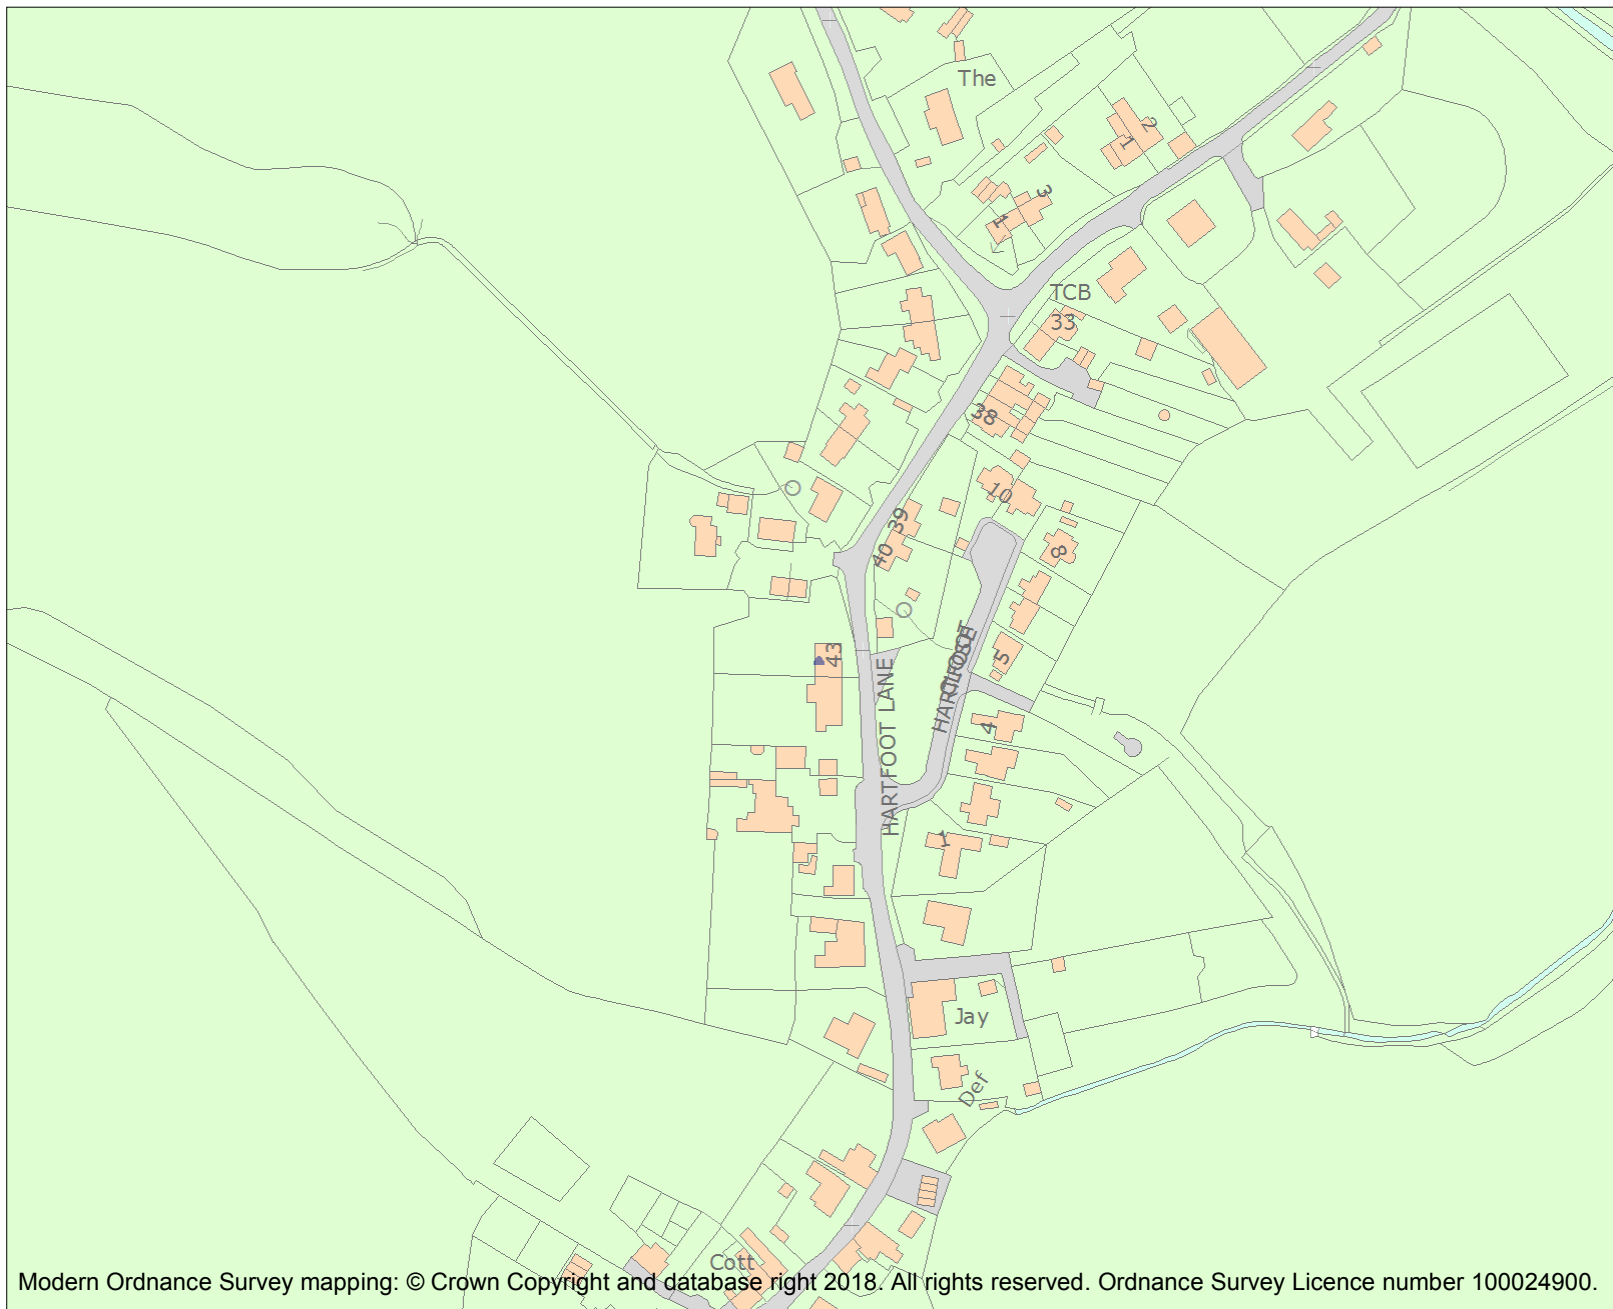 The
2
1
3
1
TCB
33
38
10
39
40
8
HARTFOOT
CLOSE
5
43
HARTFOOT LANE
4
1
Jay
Def
Cott
Modern Ordnance Survey mapping: © Crown Copyright and database right 2018. All rights reserved. Ordnance Survey Licence number 100024900.